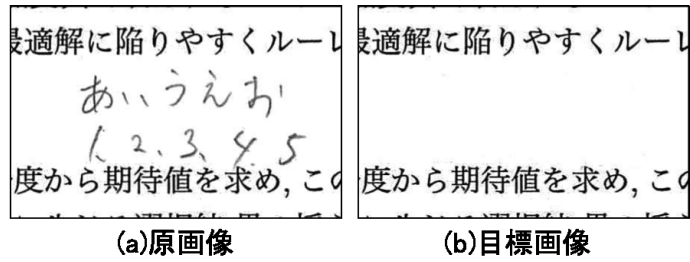 最適解に陥りやすくルーレ
あいうえお
1、2、3、4、5
度から期待値を求め, この
(a)原画像
最適解に陥りやすくルーレ
度から期待値を求め, この
(b)目標画像